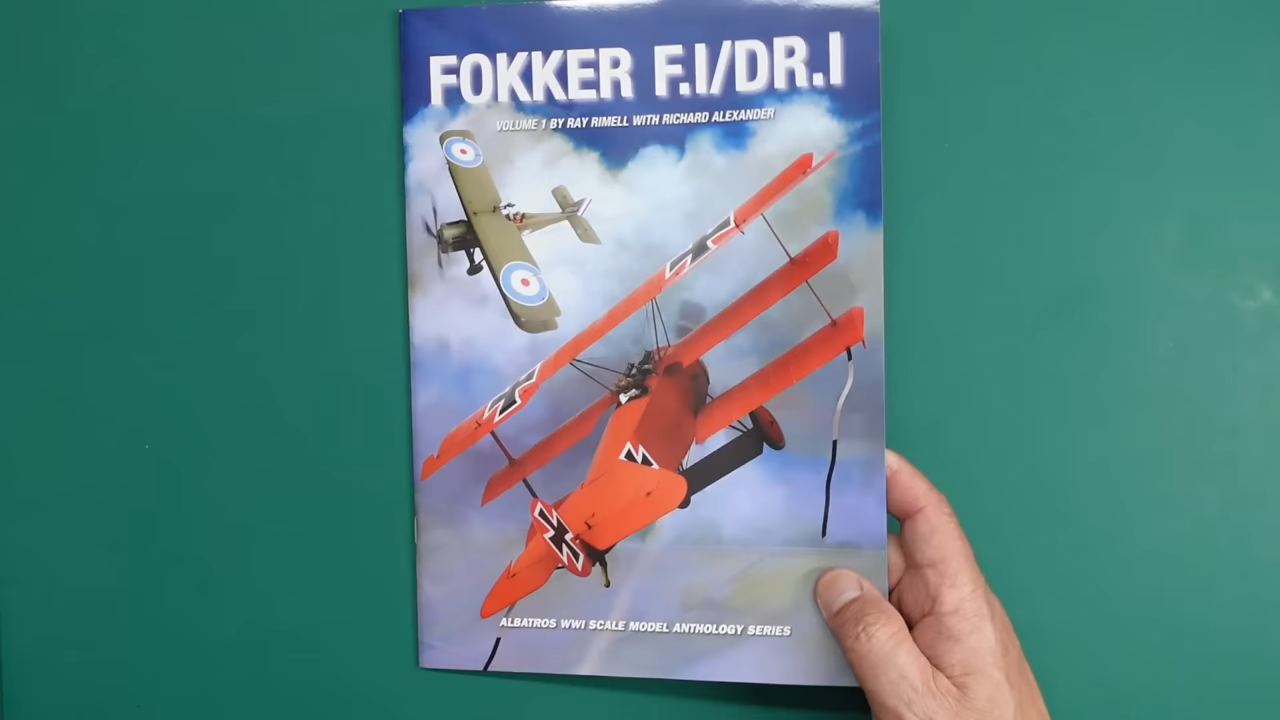 FOKKER F.I/DR.I
VOLUME 1 BY RAY RIMELL WITH RICHARD ALEXANDER
ALBATROS WWI SCALE MODEL ANTHOLOGY SERIES